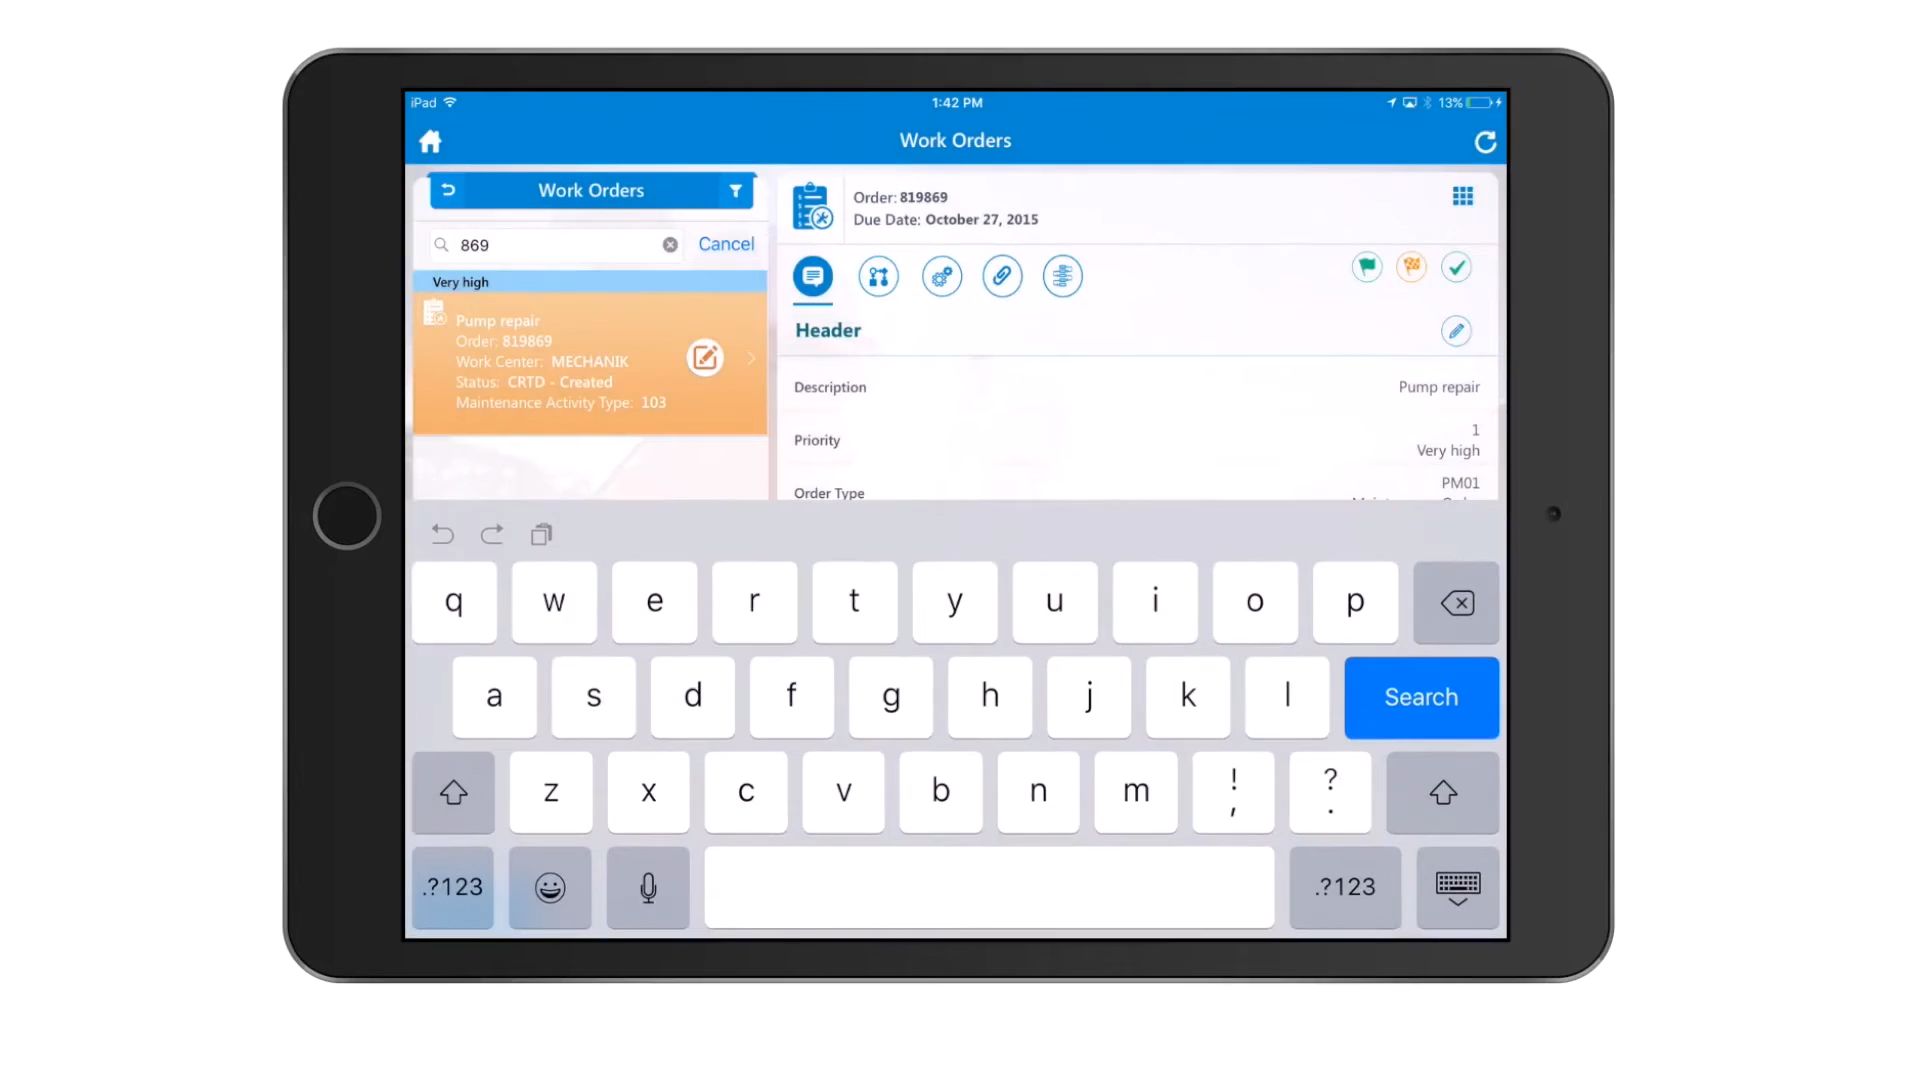 iPad 1:42 PM 13%
Work Orders
Work Orders
869 Cancel
Very high
Pump repair
Order: 819869
Work Center: MECHANIK
Status: CRTD - Created
Maintenance Activity Type: 103
Order: 819869
Due Date: October 27, 2015
Header
Description Pump repair
Priority 1
Very high
Order Type PM01
q w e r t y u i o p
a s d f g h j k l Search
z x c v b n m ! , ? .
.?123 .?123